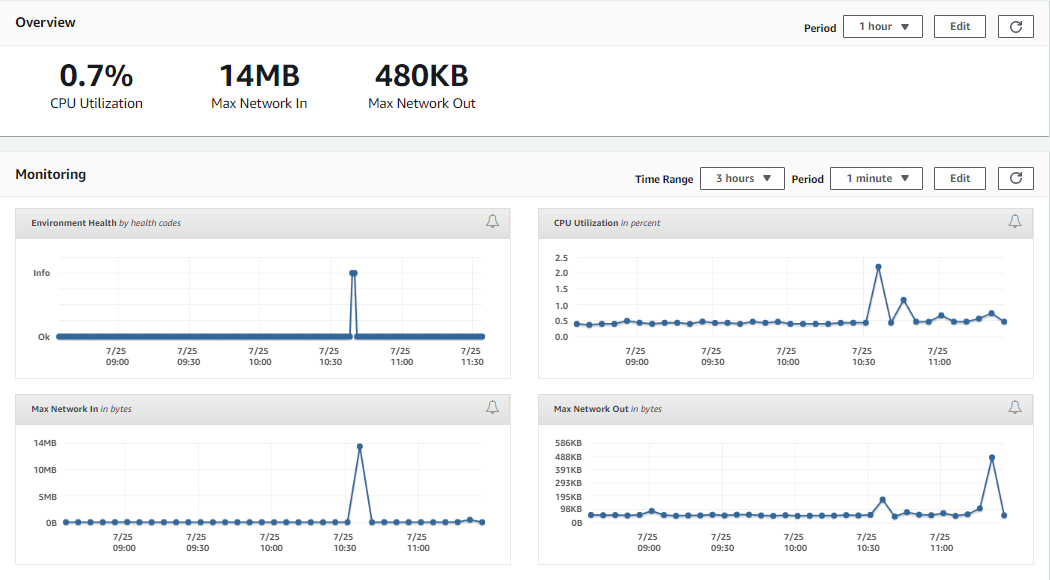 Overview
Period 1 hour ▼ Edit
0.7% 14MB 480KB
CPU Utilization Max Network In Max Network Out
Monitoring
Time Range 3 hours ▼ Period 1 minute ▼ Edit
Environment Health by health codes
Info
Ok
7/25 7/25 7/25 7/25 7/25 7/25
09:00 09:30 10:00 10:30 11:00 11:30
CPU Utilization in percent
2.5
2.0
1.5
1.0
0.5
0.0
7/25 7/25 7/25 7/25 7/25
09:00 09:30 10:00 10:30 11:00
Max Network In in bytes
14MB
10MB
5MB
0B
7/25 7/25 7/25 7/25 7/25
09:00 09:30 10:00 10:30 11:00
Max Network Out in bytes
586KB
488KB
391KB
293KB
195KB
98KB
0B
7/25 7/25 7/25 7/25 7/25
09:00 09:30 10:00 10:30 11:00